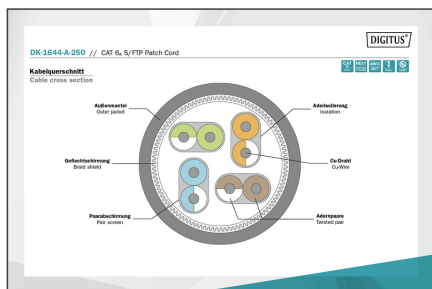 DIGITUS®
DK-1644-A-250 // CAT 6A S/FTP Patch Cord
Kabelquerschnitt
Cable cross section
Außenmantel
Outer jacket
Aderisolierung
Isolation
Geflechtschirmung
Braid shield
Cu-Draht
Cu-Wire
Paarabschirmung
Pair screen
Adernpaare
Twisted pair